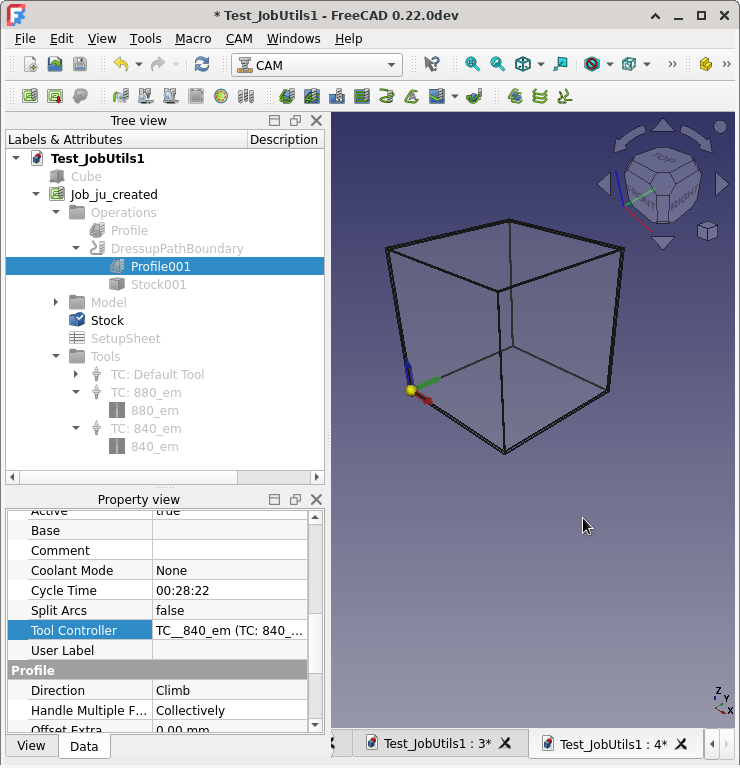 * Test_JobUtils1 - FreeCAD 0.22.0dev
File Edit View Tools Macro CAM Windows Help
CAM
Tree view
Labels & Attributes Description
Test_JobUtils1
Cube
Job_ju_created
Operations
Profile
DressupPathBoundary
Profile001
Stock001
Model
Stock
SetupSheet
Tools
TC: Default Tool
TC: 880_em
880_em
TC: 840_em
840_em
Property view
Active true
Base
Comment
Coolant Mode None
Cycle Time 00:28:22
Split Arcs false
Tool Controller TC__840_em (TC: 840_...
User Label
Profile
Direction Climb
Handle Multiple F... Collectively
Offset Extra 0.00 mm
View Data
TOP
FRONT RIGHT
Z
Y
X
Test_JobUtils1 : 3* Test_JobUtils1 : 4*